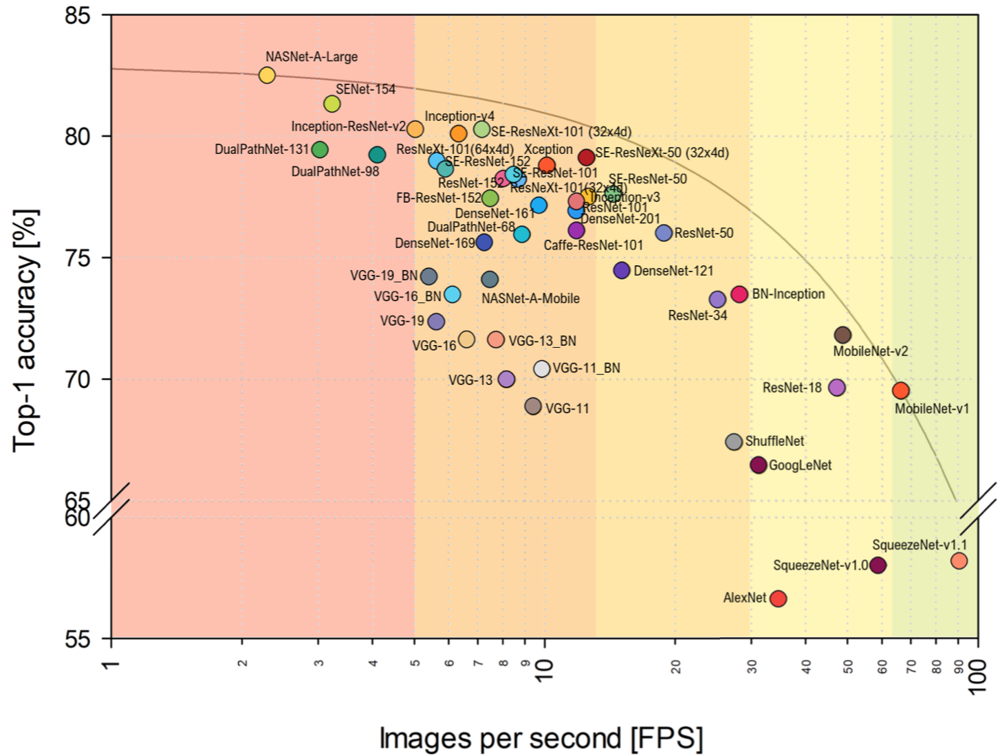 85
NASNet-A-Large
SENet-154
Inception-v4
Inception-ResNet-v2
SE-ResNeXt-101 (32x4d)
80
DualPathNet-131
ResNeXt-101(64x4d)
Xception
SE-ResNeXt-50 (32x4d)
SE-ResNet-152
DualPathNet-98
SE-ResNet-101
SE-ResNet-50
ResNet-152
ResNeXt-101(32x4d)
FB-ResNet-152
Inception-v3
ResNet-101
DenseNet-161
DenseNet-201
DualPathNet-68
ResNet-50
DenseNet-169
Caffe-ResNet-101
75
DenseNet-121
VGG-19_BN
BN-Inception
VGG-16_BN
NASNet-A-Mobile
ResNet-34
VGG-19
VGG-16
VGG-13_BN
MobileNet-v2
VGG-11_BN
70
VGG-13
ResNet-18
VGG-11
MobileNet-v1
ShuffleNet
GoogLeNet
65
60
SqueezeNet-v1.1
SqueezeNet-v1.0
AlexNet
55
Top-1 accuracy [%]
1 2 3 4 5 6 7 8 9 10 20 30 40 50 60 70 80 90 100
Images per second [FPS]